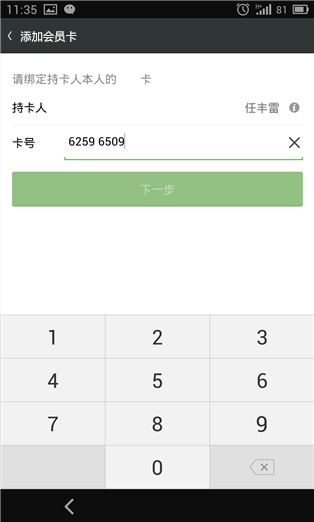 11:35 81
添加会员卡
请绑定持卡人本人的 卡
持卡人 任丰雷
卡号 6259 6509
下一步
1 2 3
4 5 6
7 8 9
0